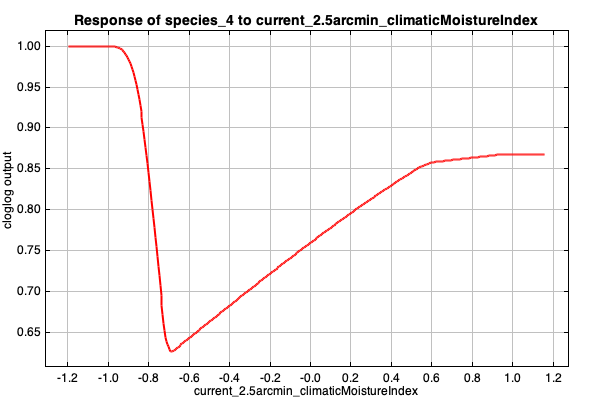 Response of species_4 to current_2.5arcmin_climaticMoistureIndex
cloglog output
1.00
0.95
0.90
0.85
0.80
0.75
0.70
0.65
-1.2 -1.0 -0.8 -0.6 -0.4 -0.2 -0.0 0.2 0.4 0.6 0.8 1.0 1.2
current_2.5arcmin_climaticMoistureIndex